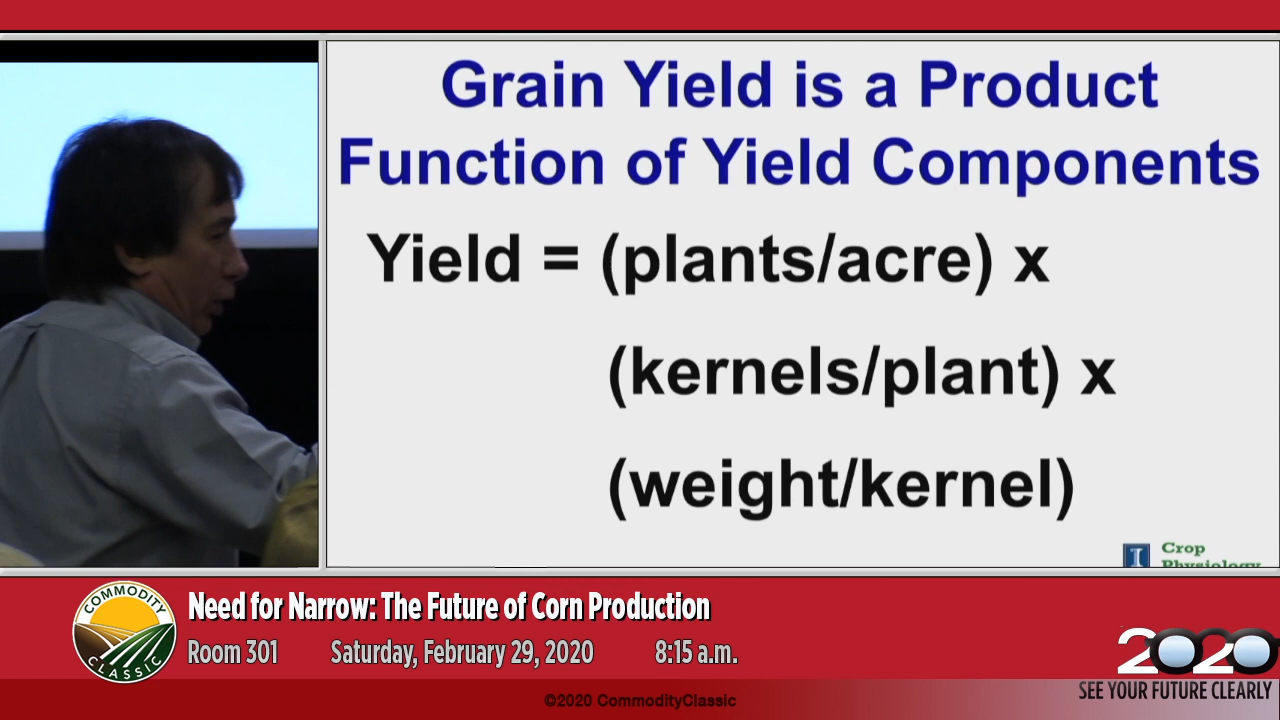 Grain Yield is a Product
Function of Yield Components
Yield = (plants/acre) x
(kernels/plant) x
(weight/kernel)
I
Crop
Physiology
COMMODITY
CLASSIC
Need for Narrow: The Future of Corn Production
Room 301 Saturday, February 29, 2020 8:15 a.m.
2020
SEE YOUR FUTURE CLEARLY
©2020 CommodityClassic